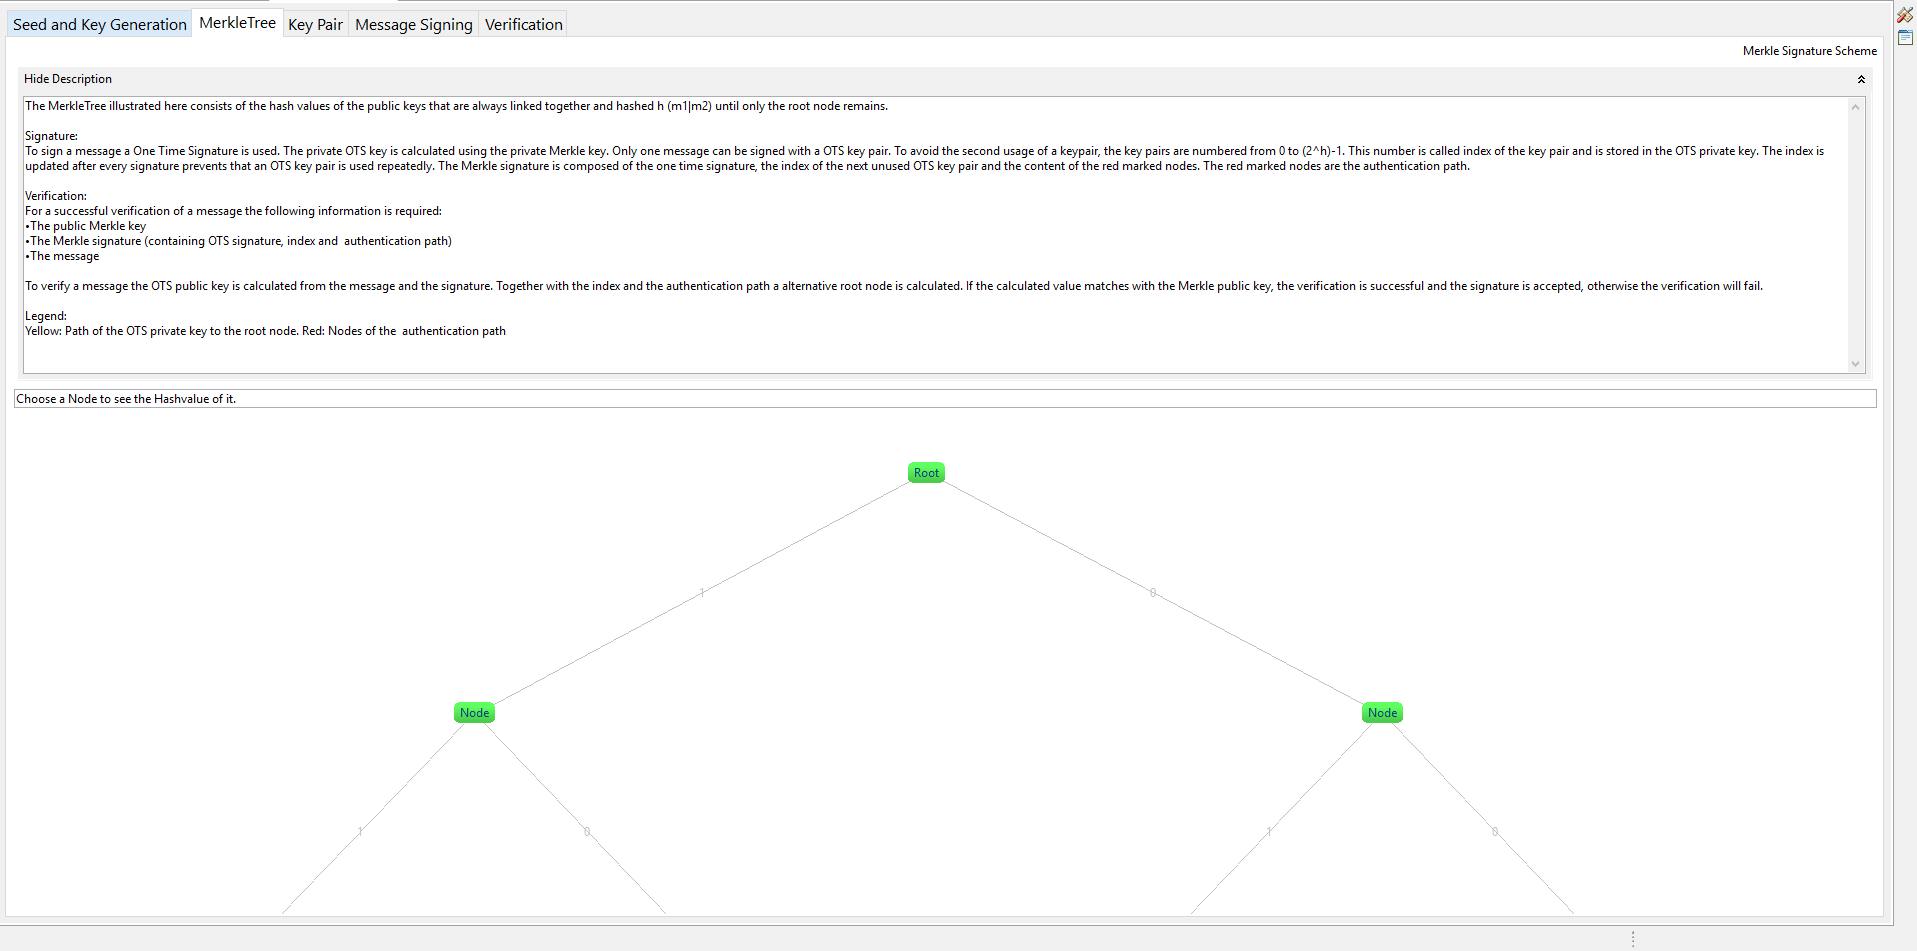 Seed and Key Generation MerkleTree Key Pair Message Signing Verification
Merkle Signature Scheme
Hide Description
The MerkleTree illustrated here consists of the hash values of the public keys that are always linked together and hashed h (m1|m2) until only the root node remains.
Signature:
To sign a message a One Time Signature is used. The private OTS key is calculated using the private Merkle key. Only one message can be signed with a OTS key pair. To avoid the second usage of a keypair, the key pairs are numbered from 0 to (2^h)-1. This number is called index of the key pair and is stored in the OTS private key. The index is
updated after every signature prevents that an OTS key pair is used repeatedly. The Merkle signature is composed of the one time signature, the index of the next unused OTS key pair and the content of the red marked nodes. The red marked nodes are the authentication path.
Verification:
For a successful verification of a message the following information is required:
•The public Merkle key
•The Merkle signature (containing OTS signature, index and  authentication path)
•The message
To verify a message the OTS public key is calculated from the message and the signature. Together with the index and the authentication path a alternative root node is calculated. If the calculated value matches with the Merkle public key, the verification is successful and the signature is accepted, otherwise the verification will fail.
Legend:
Yellow: Path of the OTS private key to the root node. Red: Nodes of the  authentication path
Choose a Node to see the Hashvalue of it.
Root
1 0
Node Node
1 0 1 0